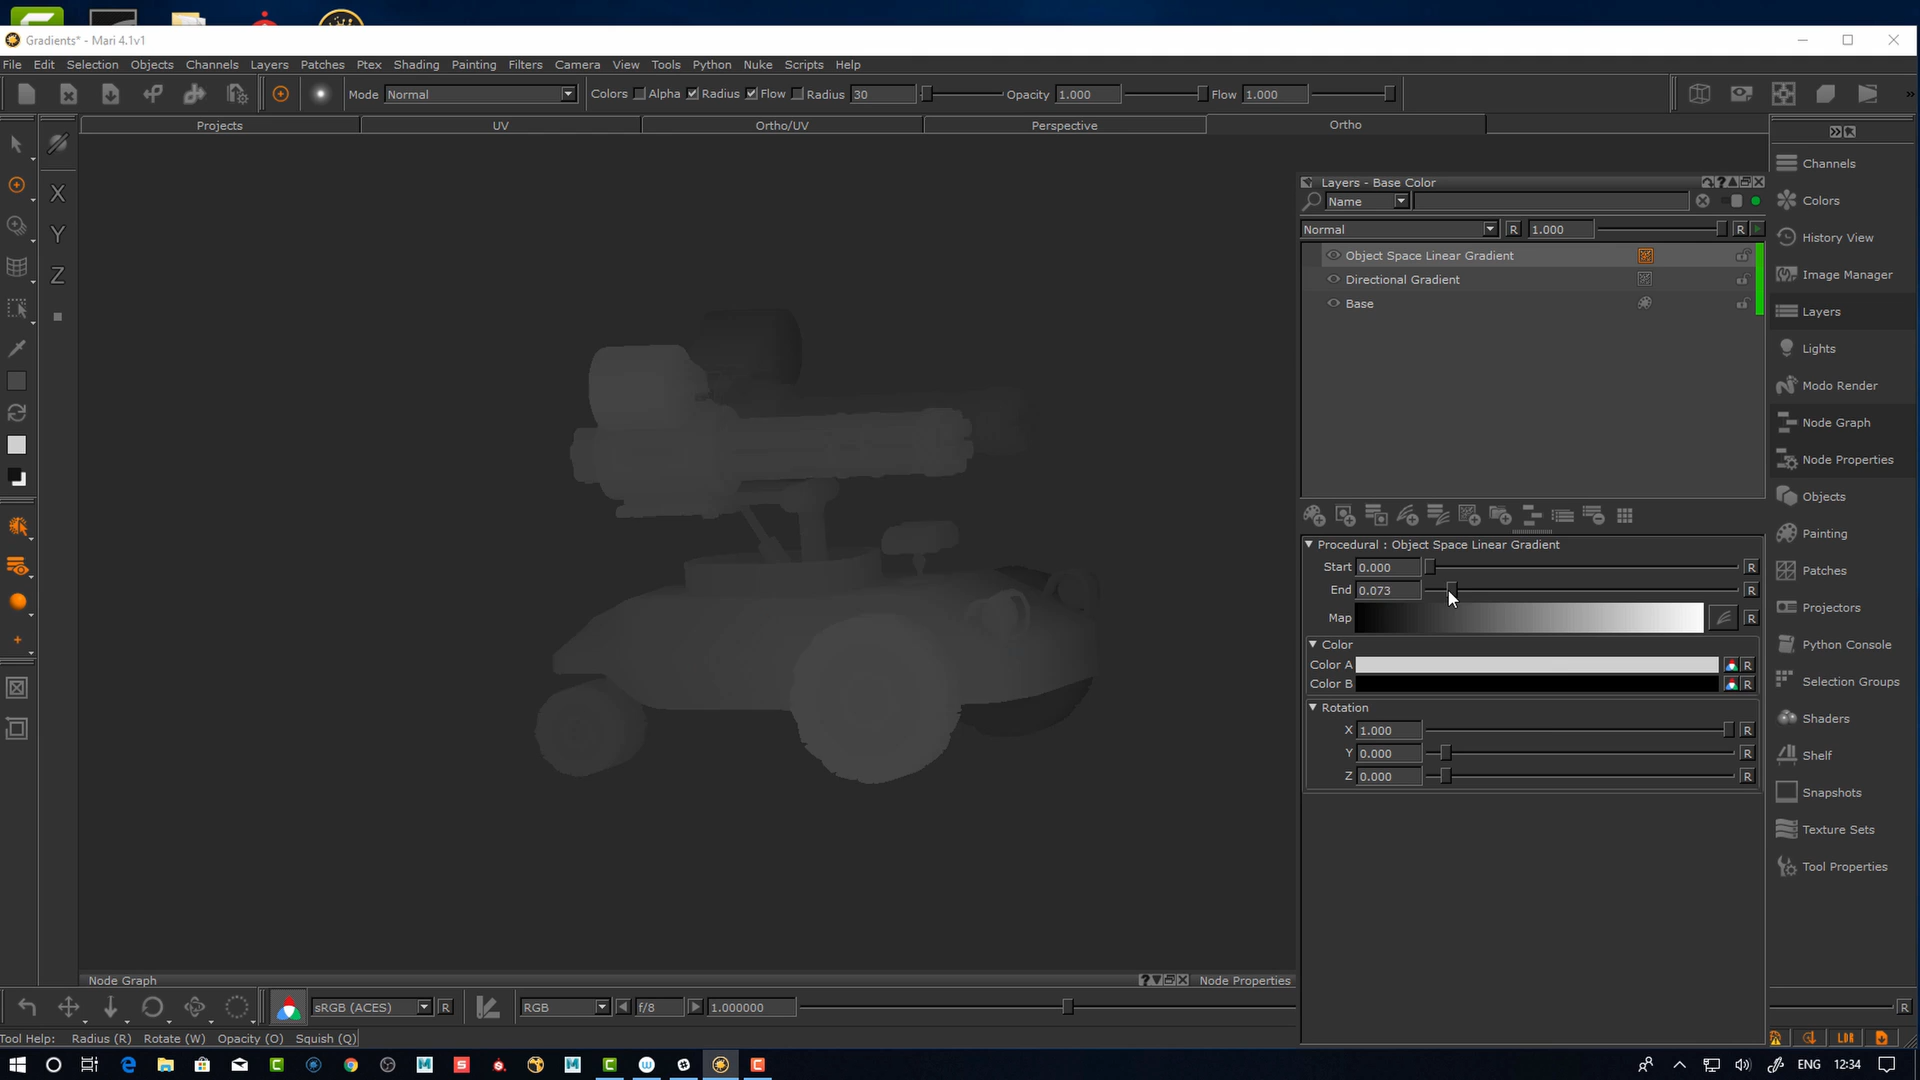 Gradients* - Mari 4.1v1
File Edit Selection Objects Channels Layers Patches Ptex Shading Painting Filters Camera View Tools Python Nuke Scripts Help
Mode Normal Colors Alpha Radius Flow Radius 30 Opacity 1.000 Flow 1.000
Projects UV Ortho/UV Perspective Ortho
X
Y
Z
Layers - Base Color
Name
Normal R 1.000 R
Object Space Linear Gradient
Directional Gradient
Base
Procedural : Object Space Linear Gradient
Start 0.000 R
End 0.073 R
Map R
Color
Color A R
Color B R
Rotation
X 1.000 R
Y 0.000 R
Z 0.000 R
Channels
Colors
History View
Image Manager
Layers
Lights
Modo Render
Node Graph
Node Properties
Objects
Painting
Patches
Projectors
Python Console
Selection Groups
Shaders
Shelf
Snapshots
Texture Sets
Tool Properties
Node Graph Node Properties
sRGB (ACES) R RGB f/8 1.000000 R
Tool Help: Radius (R) Rotate (W) Opacity (O) Squish (Q) LDR
ENG 12:34